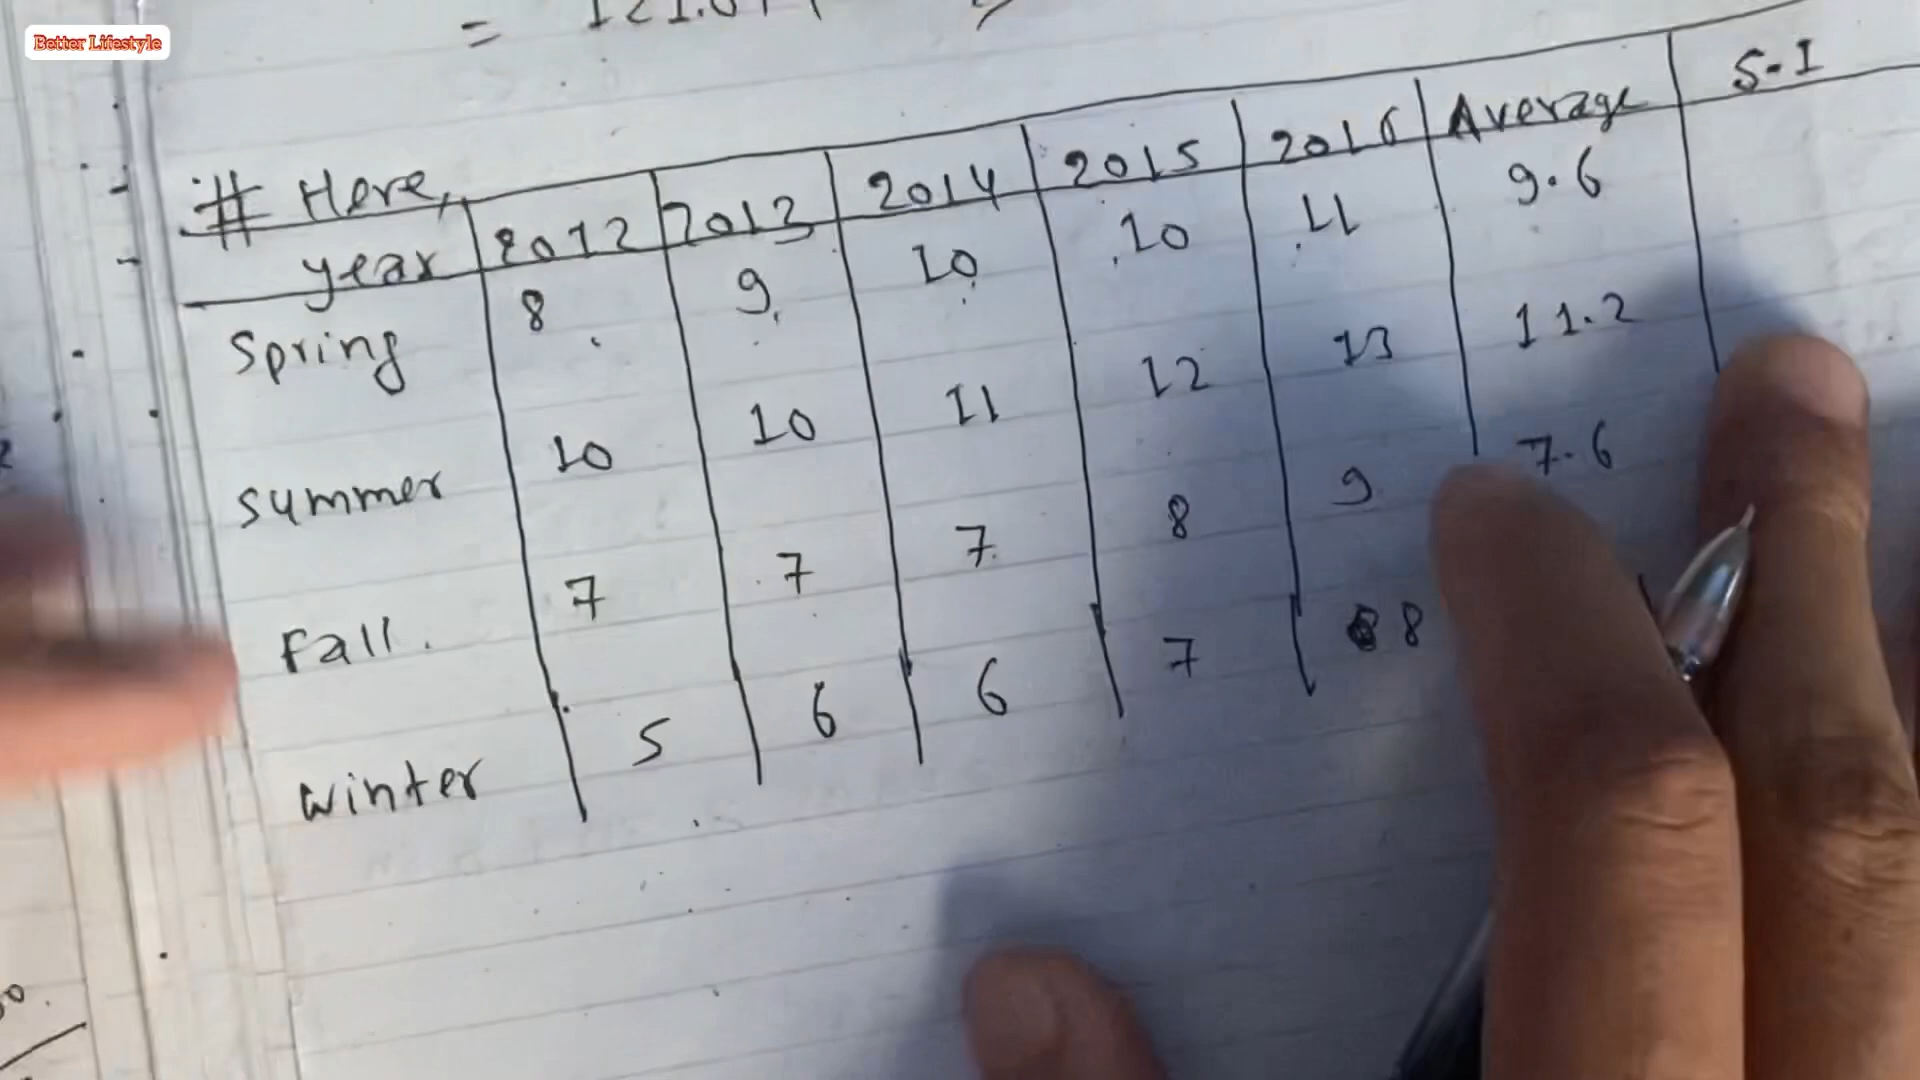 Better Lifestyle
# Here,
year 2012 2013 2014 2015 2016 Average S.I
Spring 8 9 10 10 11 9.6
Summer 10 10 11 12 13 11.2
Fall. 7 7 7 8 9 7.6
Winter 5 6 6 7 8